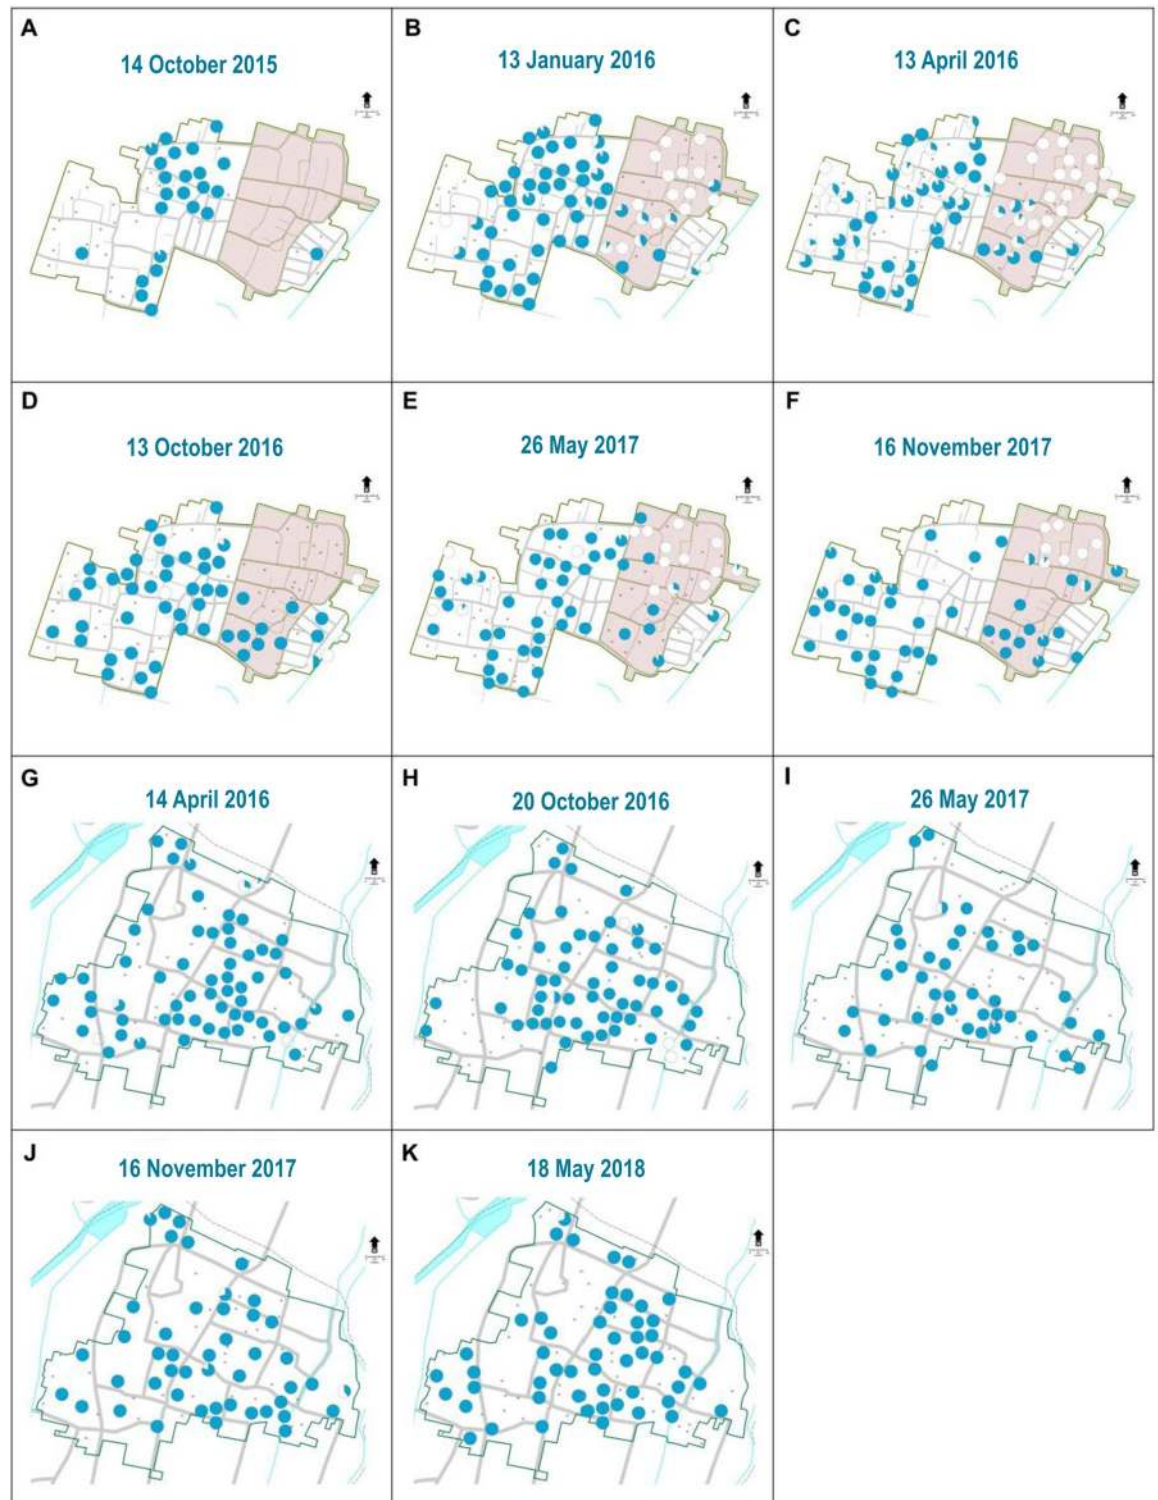 A
14 October 2015
B
13 January 2016
C
13 April 2016
D
13 October 2016
E
26 May 2017
F
16 November 2017
G
14 April 2016
H
20 October 2016
I
26 May 2017
J
16 November 2017
K
18 May 2018